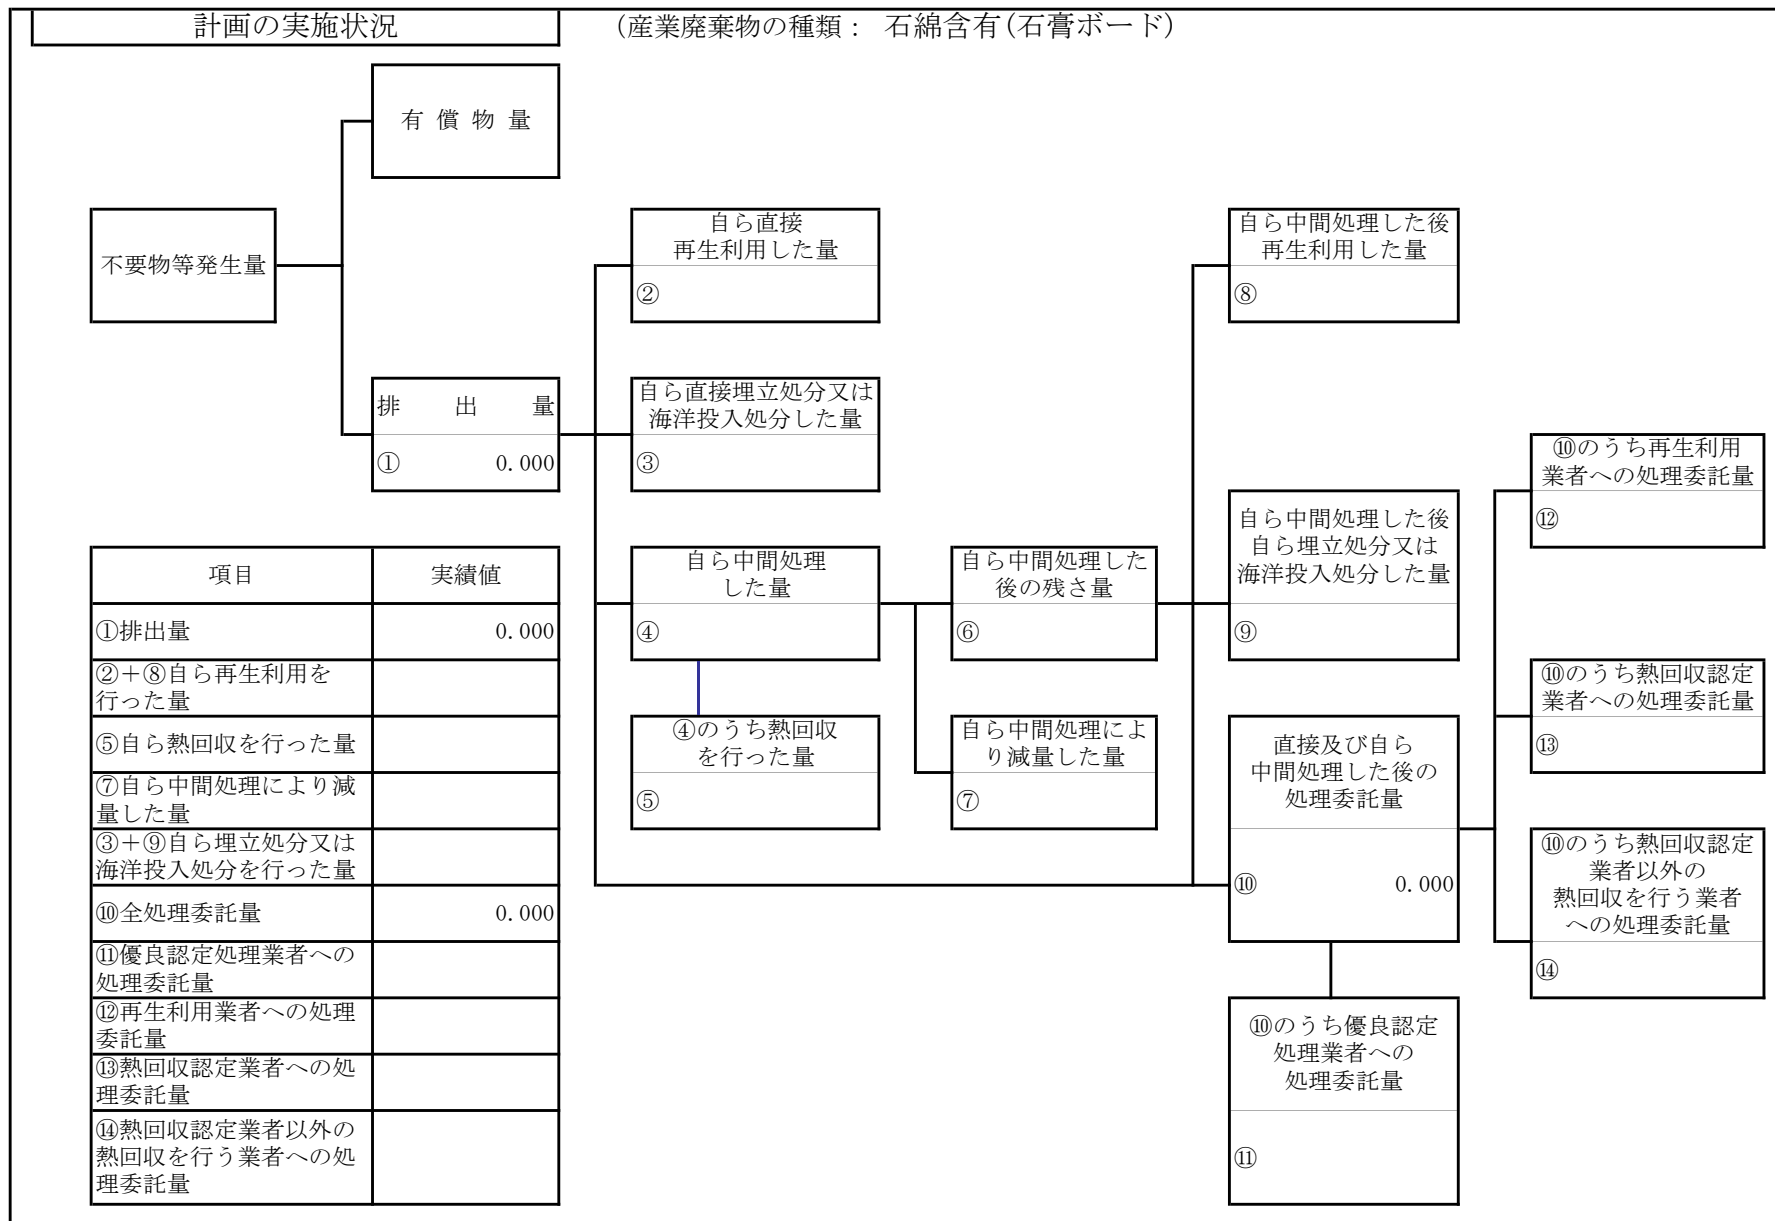 計画の実施状況
(産業廃棄物の種類： 石綿含有(石膏ボード)
有 償 物 量
不要物等発生量
自ら直接
再生利用した量
②
自ら中間処理した後
再生利用した量
⑧
排 出 量
① 0.000
自ら直接埋立処分又は
海洋投入処分した量
③
⑩のうち再生利用
業者への処理委託量
⑫
自ら中間処理した後
自ら埋立処分又は
海洋投入処分した量
⑨
自ら中間処理
した量
④
自ら中間処理した
後の残さ量
⑥
⑩のうち熱回収認定
業者への処理委託量
⑬
④のうち熱回収
を行った量
⑤
自ら中間処理によ
り減量した量
⑦
直接及び自ら
中間処理した後の
処理委託量
⑩ 0.000
⑩のうち熱回収認定
業者以外の
熱回収を行う業者
への処理委託量
⑭
⑩のうち優良認定
処理業者への
処理委託量
⑪
項目 実績値
①排出量 0.000
②＋⑧自ら再生利用を
行った量
⑤自ら熱回収を行った量
⑦自ら中間処理により減
量した量
③＋⑨自ら埋立処分又は
海洋投入処分を行った量
⑩全処理委託量 0.000
⑪優良認定処理業者への
処理委託量
⑫再生利用業者への処理
委託量
⑬熱回収認定業者への処
理委託量
⑭熱回収認定業者以外の
熱回収を行う業者への処
理委託量